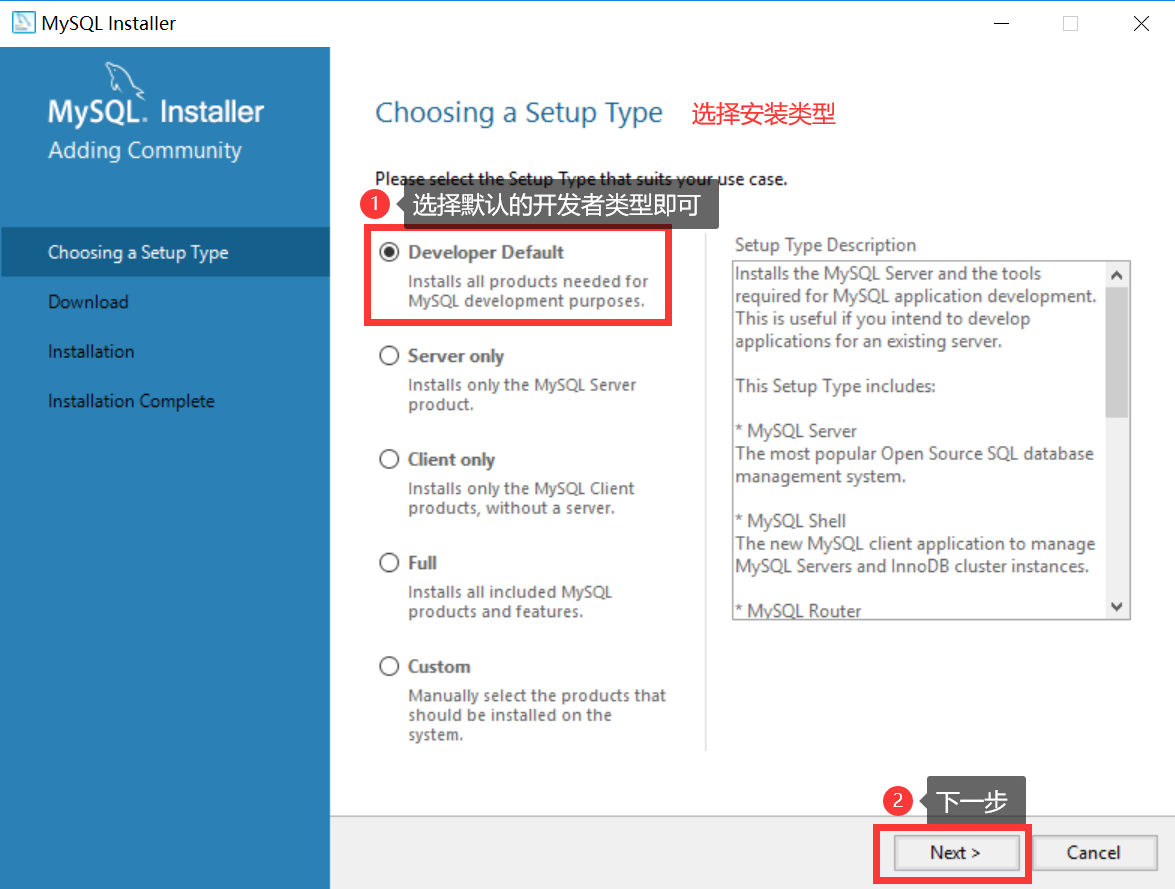 MySQL Installer
MySQL. Installer
Adding Community
Choosing a Setup Type
Download
Installation
Installation Complete
Choosing a Setup Type 选择安装类型
Please select the Setup Type that suits your use case.
1 选择默认的开发者类型即可
Developer Default
Installs all products needed for
MySQL development purposes.
Server only
Installs only the MySQL Server
product.
Client only
Installs only the MySQL Client
products, without a server.
Full
Installs all included MySQL
products and features.
Custom
Manually select the products that
should be installed on the
system.
Setup Type Description
Installs the MySQL Server and the tools
required for MySQL application development.
This is useful if you intend to develop
applications for an existing server.
This Setup Type includes:
* MySQL Server
The most popular Open Source SQL database
management system.
* MySQL Shell
The new MySQL client application to manage
MySQL Servers and InnoDB cluster instances.
* MySQL Router
2 下一步
Next >
Cancel